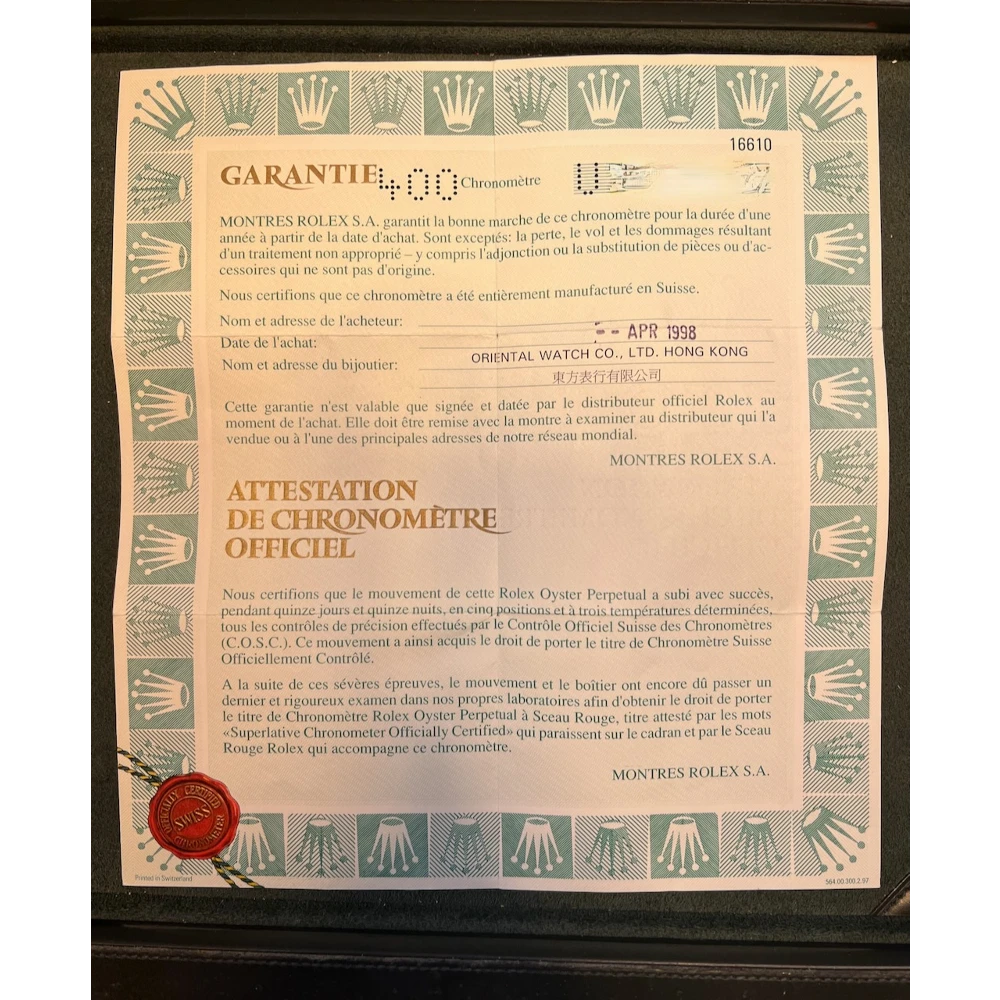 16610
GARANTIE 400 Chronomètre U
MONTRES ROLEX S.A. garantit la bonne marche de ce chronomètre pour la durée d'une
année à partir de la date d'achat. Sont exceptés: la perte, le vol et les dommages résultant
d'un traitement non approprié – y compris l'adjonction ou la substitution de pièces ou d'ac-
cessoires qui ne sont pas d'origine.
Nous certifions que ce chronomètre a été entièrement manufacturé en Suisse.
Nom et adresse de l'acheteur:
Date de l'achat: - - APR 1998
Nom et adresse du bijoutier: ORIENTAL WATCH CO., LTD. HONG KONG
東方表行有限公司
Cette garantie n'est valable que signée et datée par le distributeur officiel Rolex au
moment de l'achat. Elle doit être remise avec la montre à examiner au distributeur qui l'a
vendue ou à l'une des principales adresses de notre réseau mondial.
MONTRES ROLEX S.A.
ATTESTATION
DE CHRONOMÈTRE
OFFICIEL
Nous certifions que le mouvement de cette Rolex Oyster Perpetual a subi avec succès,
pendant quinze jours et quinze nuits, en cinq positions et à trois températures déterminées,
tous les contrôles de précision effectués par le Contrôle Officiel Suisse des Chronomètres
(C.O.S.C.). Ce mouvement a ainsi acquis le droit de porter le titre de Chronomètre Suisse
Officiellement Contrôlé.
A la suite de ces sévères épreuves, le mouvement et le boîtier ont encore dû passer un
dernier et rigoureux examen dans nos propres laboratoires afin d'obtenir le droit de porter
le titre de Chronomètre Rolex Oyster Perpetual à Sceau Rouge, titre attesté par les mots
«Superlative Chronometer Officially Certified» qui paraissent sur le cadran et par le Sceau
Rouge Rolex qui accompagne ce chronomètre.
MONTRES ROLEX S.A.
OFFICIALLY CERTIFIED
SWISS
CHRONOMETER
Printed in Switzerland
564.00.300.2.97